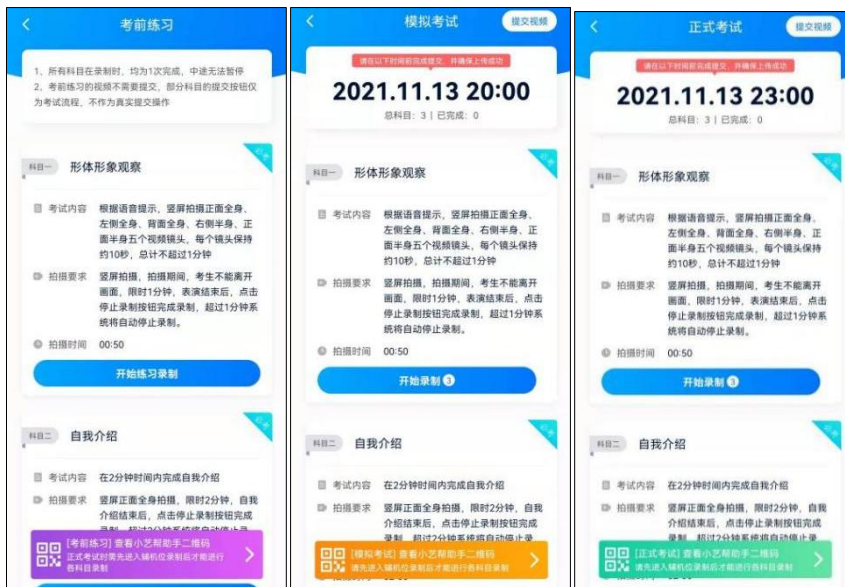 考前练习
1、所有科目在录制时，均为1次完成，中途无法暂停
2、考前练习的视频不需要提交，部分科目的提交按钮仅
为考试流程，不作为真实提交操作
科目一 形体形象观察
必考
考试内容 根据语音提示，竖屏拍摄正面全身、
左侧全身、背面全身、右侧半身、正
面半身五个视频镜头，每个镜头保持
约10秒，总计不超过1分钟
拍摄要求 竖屏拍摄，拍摄期间，考生不能离开
画面，限时1分钟，表演结束后，点击
停止录制按钮完成录制，超过1分钟系
统将自动停止录制。
拍摄时间 00:50
开始练习录制
科目二 自我介绍
必考
考试内容 在2分钟时间内完成自我介绍
拍摄要求 竖屏正面全身拍摄，限时2分钟，自我
介绍结束后，点击停止录制按钮完成
[考前练习] 查看小艺帮助手二维码
正式考试时需先进入辅机位录制后才能进行
各科目录制
模拟考试
提交视频
请在以下时间前完成提交，并确保上传成功
2021.11.13 20:00
总科目：3 | 已完成：0
科目一 形体形象观察
必考
考试内容 根据语音提示，竖屏拍摄正面全身、
左侧全身、背面全身、右侧半身、正
面半身五个视频镜头，每个镜头保持
约10秒，总计不超过1分钟
拍摄要求 竖屏拍摄，拍摄期间，考生不能离开
画面，限时1分钟，表演结束后，点击
停止录制按钮完成录制，超过1分钟系
统将自动停止录制。
拍摄时间 00:50
开始录制 3
科目二 自我介绍
必考
考试内容 在2分钟时间内完成自我介绍
拍摄要求 竖屏正面全身拍摄，限时2分钟，自我
介绍结束后，点击停止录制按钮完成
录制，超过2分钟系统将自动停止录
[模拟考试] 查看小艺帮助手二维码
请先进入辅机位录制后才能进行各科目录制
正式考试
提交视频
请在以下时间前完成提交，并确保上传成功
2021.11.13 23:00
总科目：3 | 已完成：0
科目一 形体形象观察
必考
考试内容 根据语音提示，竖屏拍摄正面全身、
左侧全身、背面全身、右侧半身、正
面半身五个视频镜头，每个镜头保持
约10秒，总计不超过1分钟
拍摄要求 竖屏拍摄，拍摄期间，考生不能离开
画面，限时1分钟，表演结束后，点击
停止录制按钮完成录制，超过1分钟系
统将自动停止录制。
拍摄时间 00:50
开始录制 3
科目二 自我介绍
必考
考试内容 在2分钟时间内完成自我介绍
拍摄要求 竖屏正面全身拍摄，限时2分钟，自我
介绍结束后，点击停止录制按钮完成
录制，超过2分钟系统将自动停止录
[正式考试] 查看小艺帮助手二维码
请先进入辅机位录制后才能进行各科目录制